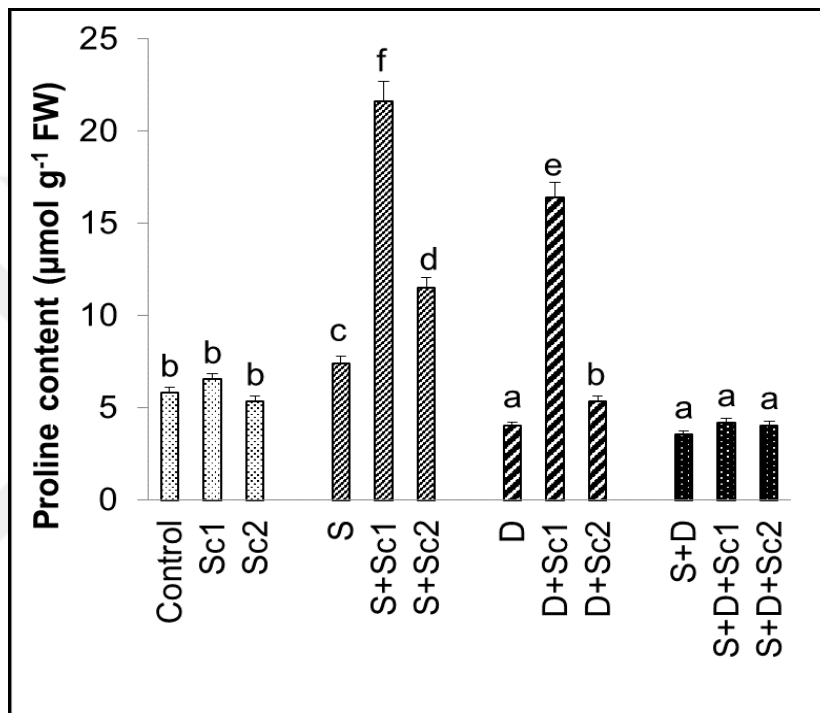 Proline content (µmol g⁻¹ FW)
25
20
15
10
5
0
b
b
b
c
f
d
a
e
b
a
a
a
Control
Sc1
Sc2
S
S+Sc1
S+Sc2
D
D+Sc1
D+Sc2
S+D
S+D+Sc1
S+D+Sc2